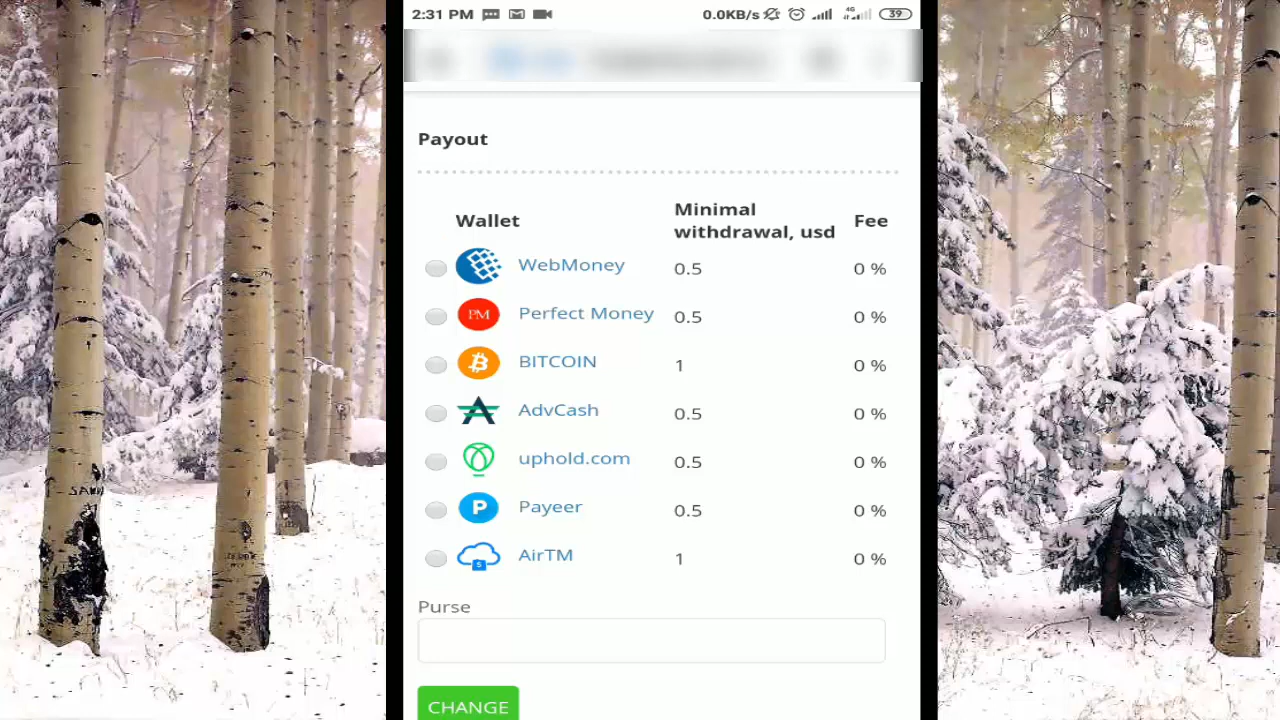 2:31 PM 0.0KB/s 4G 39
Payout
Wallet Minimal withdrawal, usd Fee
WebMoney 0.5 0 %
PM Perfect Money 0.5 0 %
BITCOIN 1 0 %
AdvCash 0.5 0 %
uphold.com 0.5 0 %
P Payeer 0.5 0 %
$ AirTM 1 0 %
Purse
CHANGE